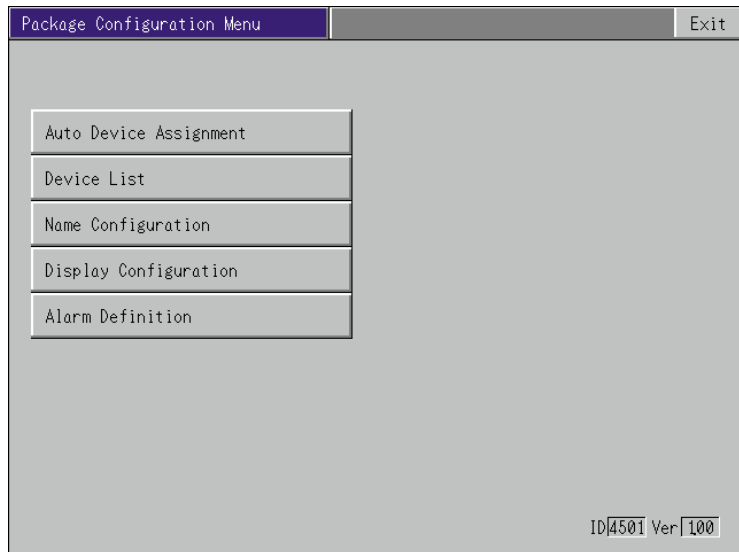 Package Configuration Menu Exit
Auto Device Assignment
Device List
Name Configuration
Display Configuration
Alarm Definition
ID 4501 Ver 100